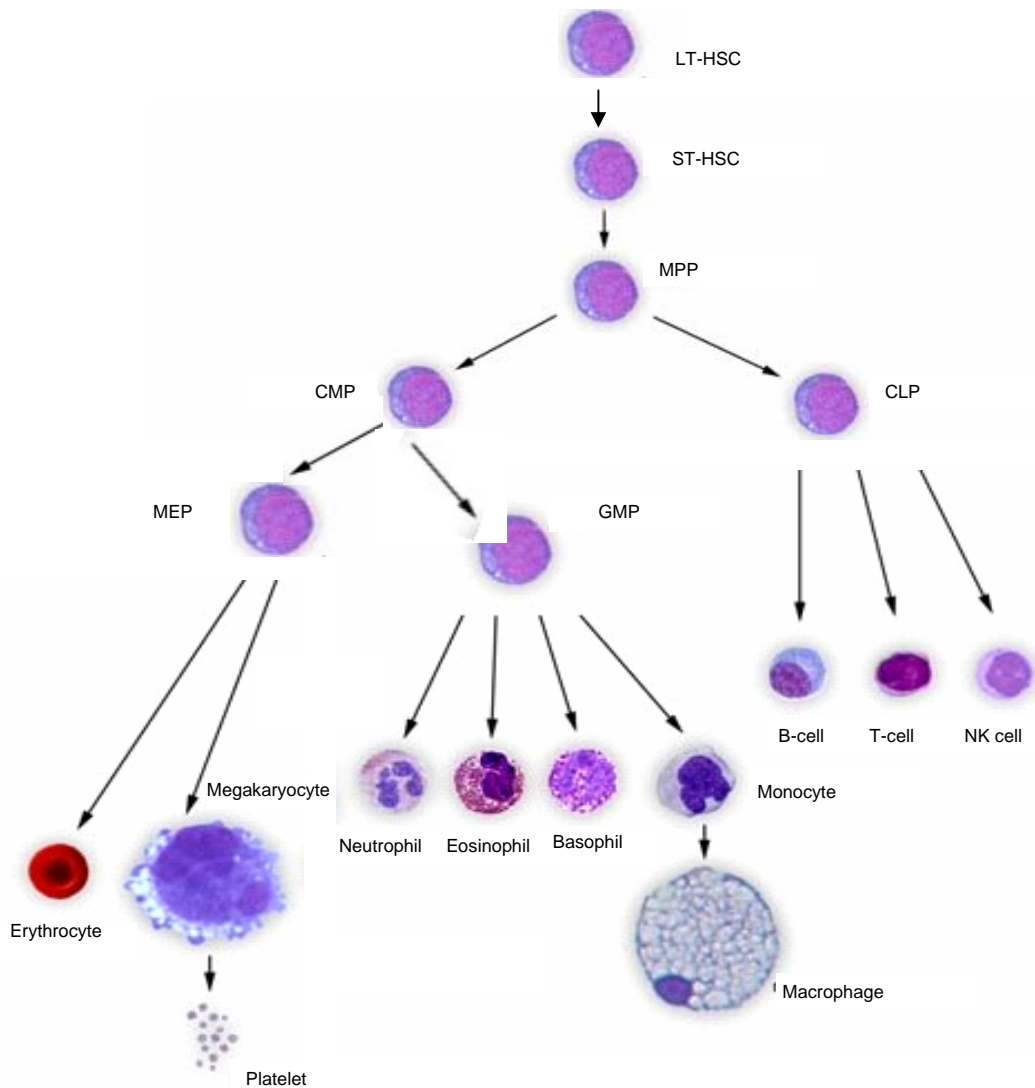 LT-HSC
ST-HSC
MPP
CMP
CLP
MEP
GMP
B-cell
T-cell
NK cell
Megakaryocyte
Monocyte
Neutrophil
Eosinophil
Basophil
Erythrocyte
Macrophage
Platelet